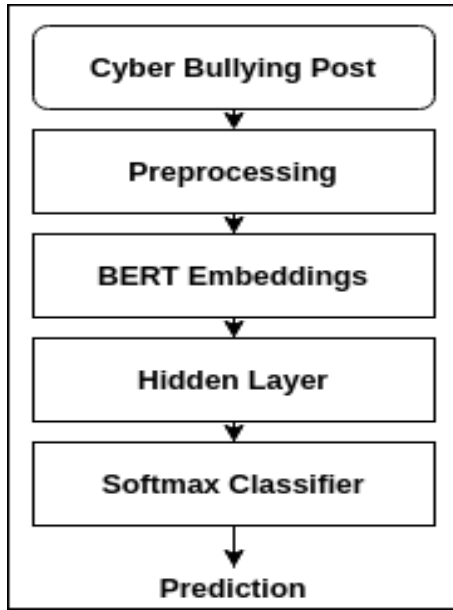 Cyber Bullying Post
Preprocessing
BERT Embeddings
Hidden Layer
Softmax Classifier
Prediction